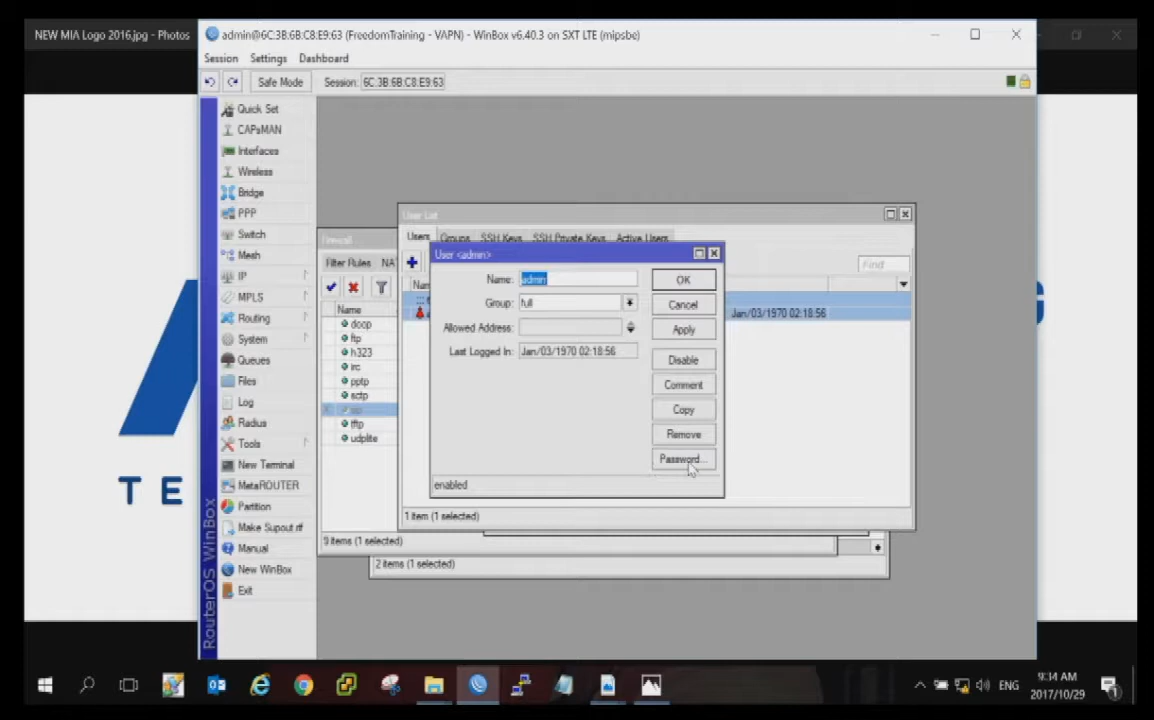 NEW MIA Logo 2016.jpg - Photos
admin@6C:3B:6B:C8:E9:63 (FreedomTraining - VAPN) - WinBox v6.40.3 on SXT LTE (mipsbe)
Session Settings Dashboard
Safe Mode Session: 6C:3B:6B:C8:E9:63
Quick Set
CAPsMAN
Interfaces
Wireless
Bridge
PPP
Switch
Mesh
IP
MPLS
Routing
System
Queues
Files
Log
Radius
Tools
New Terminal
MetaROUTER
Partition
Make Supout.rif
Manual
New WinBox
Exit
RouterOS WinBox
Firewall
Filter Rules NA
Name
dccp
ftp
h323
irc
pptp
sctp
sip
tftp
udplite
9 items (1 selected)
2 items (1 selected)
User List
Users Groups SSH Keys SSH Private Keys Active Users
Find
Jan/03/1970 02:18:56
1 item (1 selected)
User <admin>
Name: admin
Group: full
Allowed Address:
Last Logged In: Jan/03/1970 02:18:56
OK
Cancel
Apply
Disable
Comment
Copy
Remove
Password...
enabled
TE
ENG
9:34 AM
2017/10/29
1